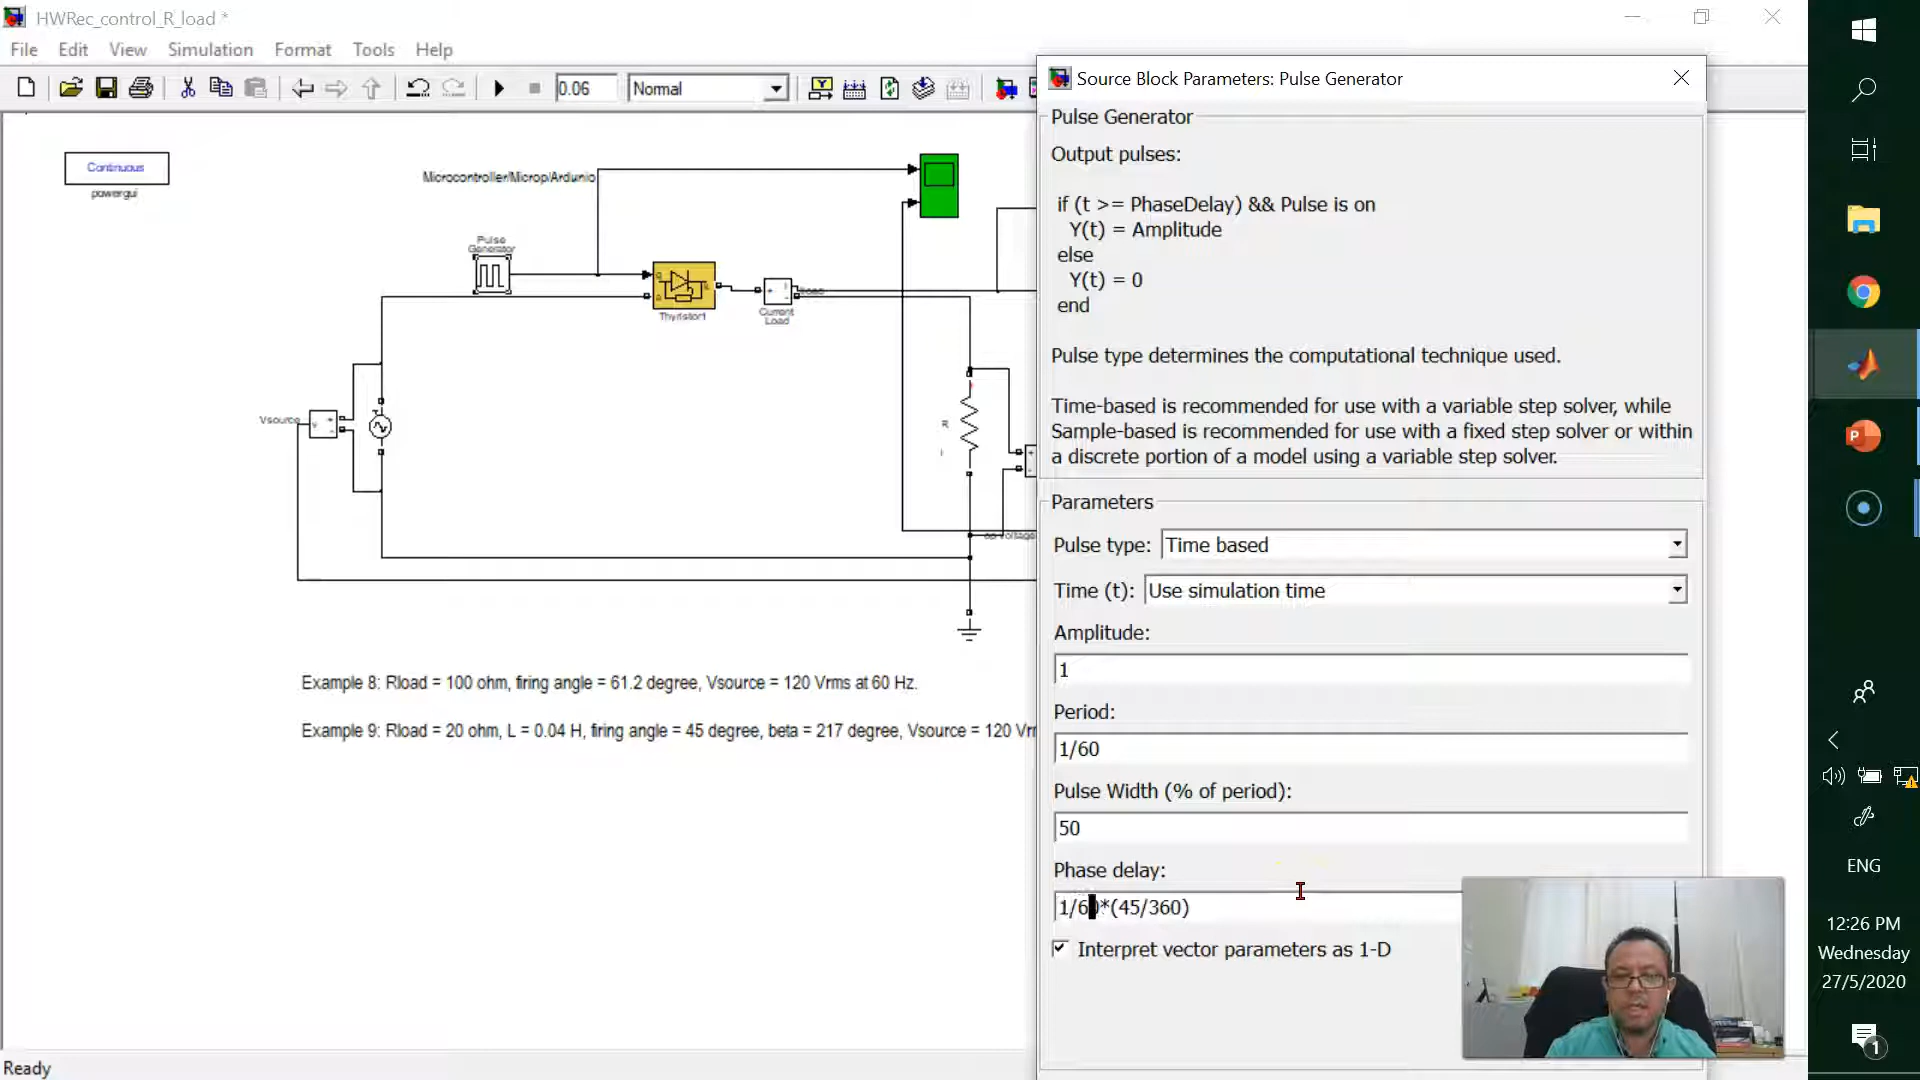 HWRec_control_R_load *
File Edit View Simulation Format Tools Help
0.06 Normal
Continuous
powergui
Microcontroller/Microp/Ardunio
Pulse
Generator
Thyristor1
Current
Load
Vsource
R
Example 8: Rload = 100 ohm, firing angle = 61.2 degree, Vsource = 120 Vrms at 60 Hz.
Example 9: Rload = 20 ohm, L = 0.04 H, firing angle = 45 degree, beta = 217 degree, Vsource = 120
Ready
Source Block Parameters: Pulse Generator
Pulse Generator
Output pulses:
if (t >= PhaseDelay) && Pulse is on
Y(t) = Amplitude
else
Y(t) = 0
end
Pulse type determines the computational technique used.
Time-based is recommended for use with a variable step solver, while
Sample-based is recommended for use with a fixed step solver or within
a discrete portion of a model using a variable step solver.
Parameters
Pulse type: Time based
Time (t): Use simulation time
Amplitude:
1
Period:
1/60
Pulse Width (% of period):
50
Phase delay:
1/60*(45/360)
Interpret vector parameters as 1-D
ENG
12:26 PM
Wednesday
27/5/2020
1